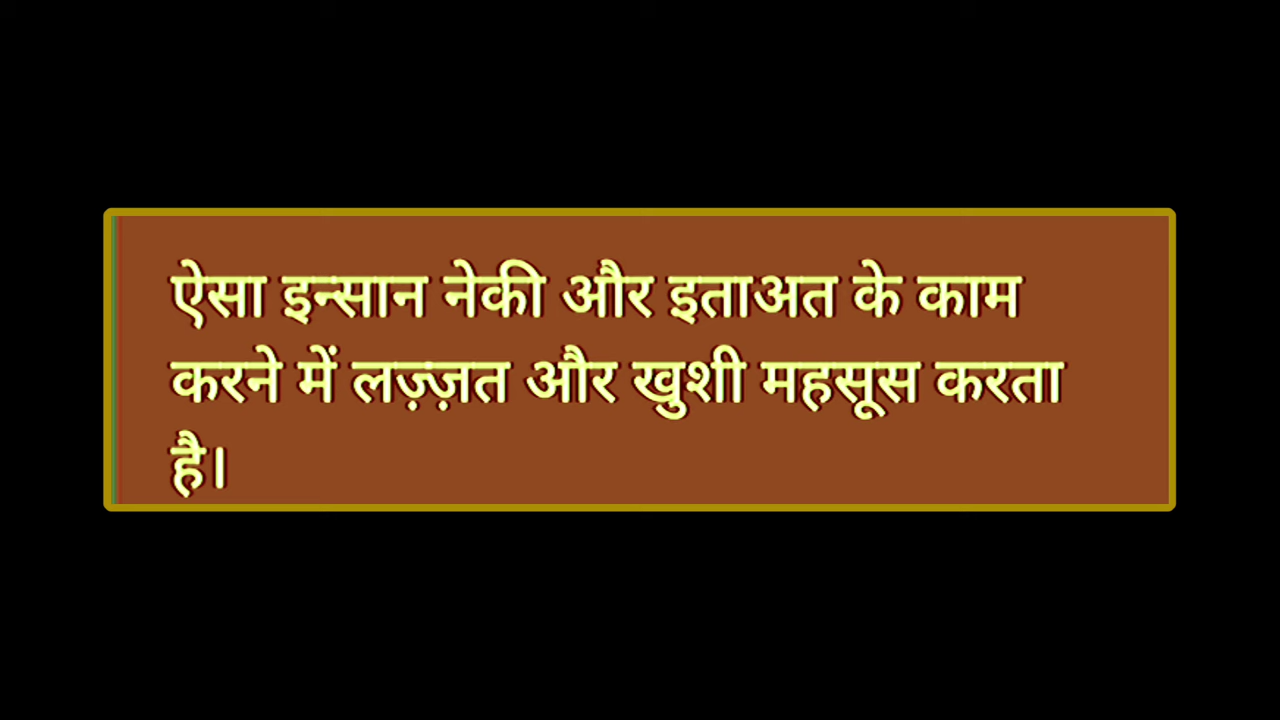 ऐसा इन्सान नेकी और इताअत के काम
करने में लज़्ज़त और खुशी महसूस करता
है।